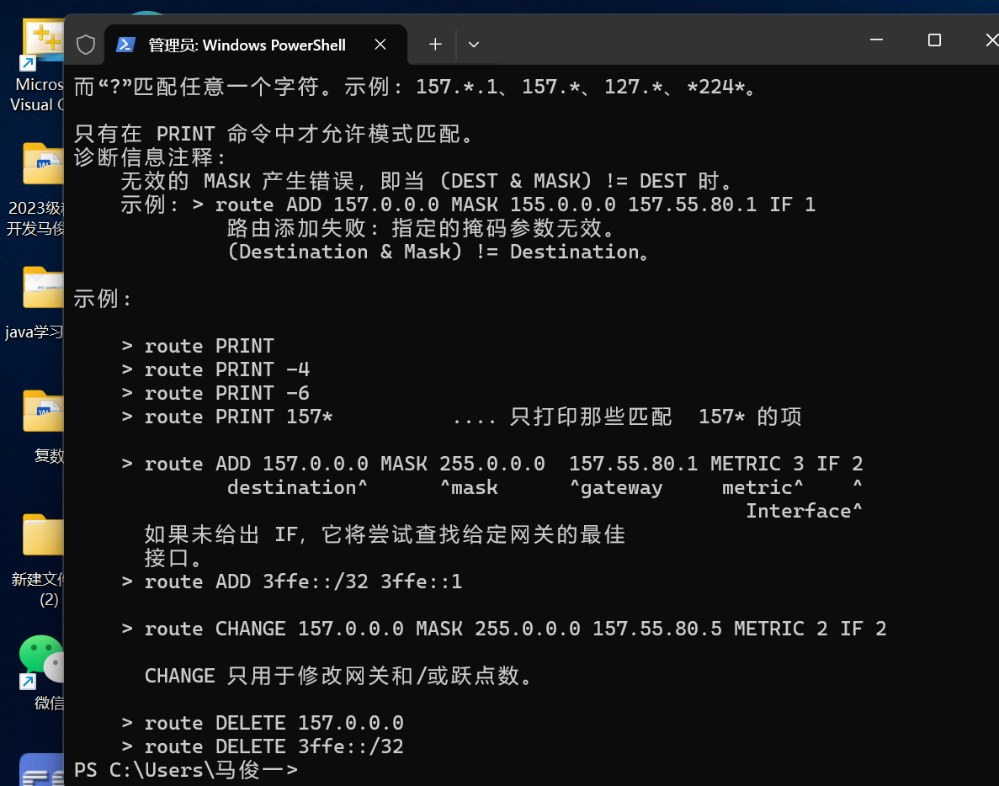 管理员: Windows PowerShell
Micros
Visual C
2023级
开发马俊
java学习
复数
新建文件
(2)
微信
而“?”匹配任意一个字符。示例: 157.*.1、157.*、127.*、*224*。
只有在 PRINT 命令中才允许模式匹配。
诊断信息注释:
无效的 MASK 产生错误，即当 (DEST & MASK) != DEST 时。
示例: > route ADD 157.0.0.0 MASK 155.0.0.0 157.55.80.1 IF 1
路由添加失败: 指定的掩码参数无效。
(Destination & Mask) != Destination。
示例:
> route PRINT
> route PRINT -4
> route PRINT -6
> route PRINT 157*          .... 只打印那些匹配  157* 的项
> route ADD 157.0.0.0 MASK 255.0.0.0  157.55.80.1 METRIC 3 IF 2
destination^      ^mask      ^gateway     metric^    ^
Interface^
如果未给出 IF，它将尝试查找给定网关的最佳
接口。
> route ADD 3ffe::/32 3ffe::1
> route CHANGE 157.0.0.0 MASK 255.0.0.0 157.55.80.5 METRIC 2 IF 2
CHANGE 只用于修改网关和/或跃点数。
> route DELETE 157.0.0.0
> route DELETE 3ffe::/32
PS C:\Users\马俊一>